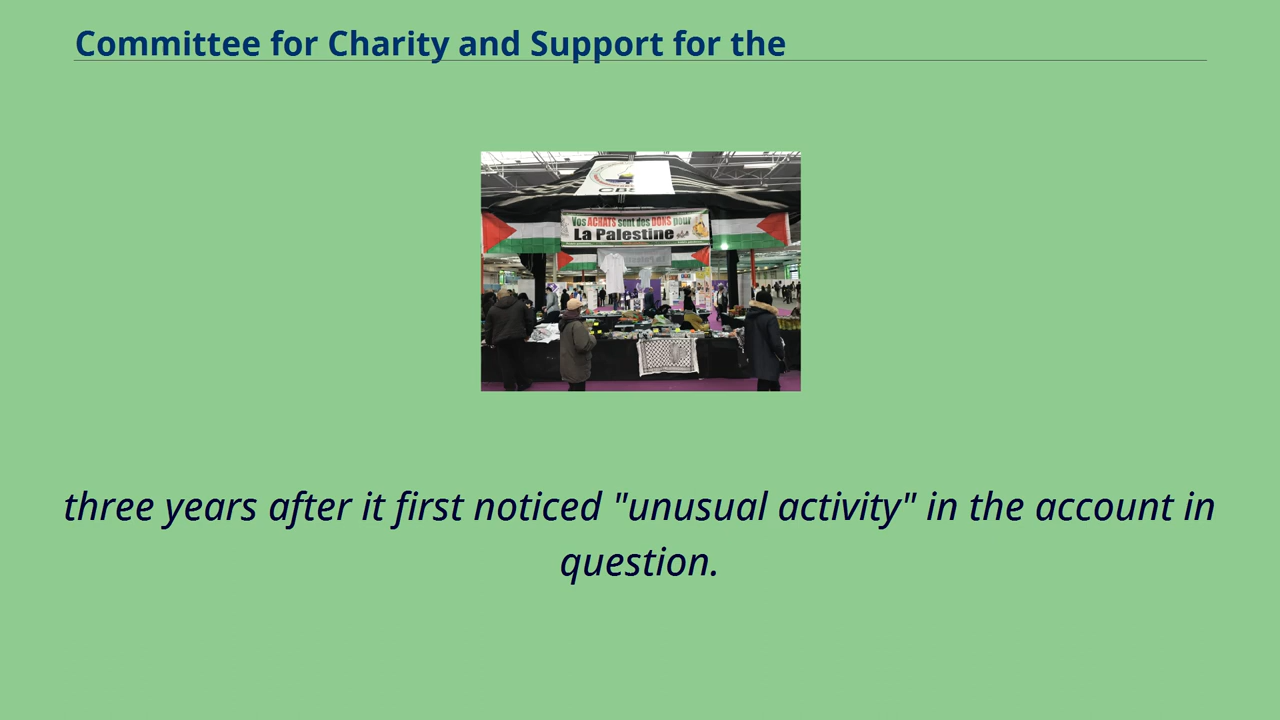 Committee for Charity and Support for the
Vos ACHATS sont des DONS pour
La Palestine
three years after it first noticed "unusual activity" in the account in
question.